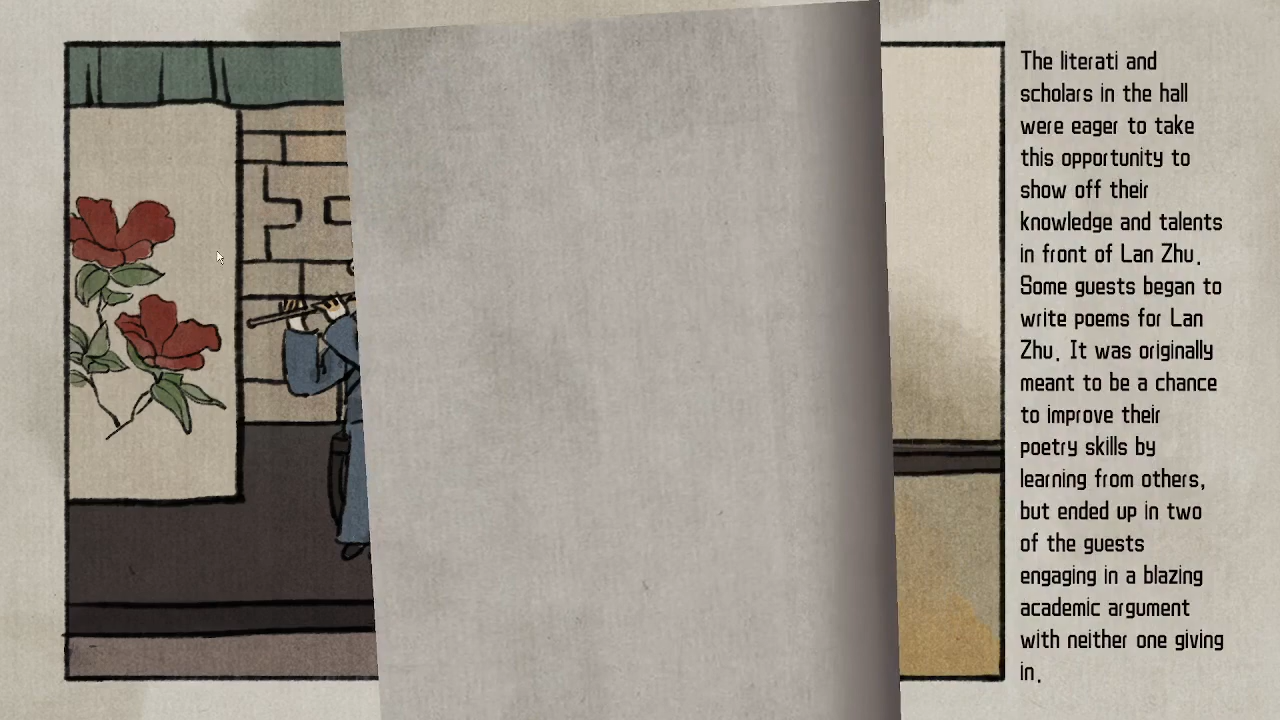 The literati and
scholars in the hall
were eager to take
this opportunity to
show off their
knowledge and talents
in front of Lan Zhu.
Some guests began to
write poems for Lan
Zhu. It was originally
meant to be a chance
to improve their
poetry skills by
learning from others,
but ended up in two
of the guests
engaging in a blazing
academic argument
with neither one giving
in.